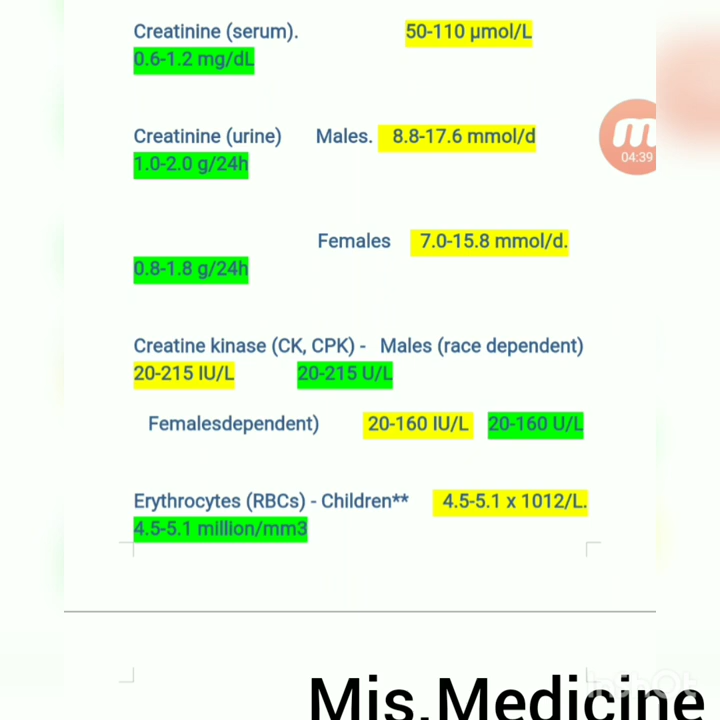 Creatinine (serum). 50-110 µmol/L
0.6-1.2 mg/dL
Creatinine (urine) Males. 8.8-17.6 mmol/d
1.0-2.0 g/24h
04:39
Females 7.0-15.8 mmol/d.
0.8-1.8 g/24h
Creatine kinase (CK, CPK) - Males (race dependent)
20-215 IU/L 20-215 U/L
Femalesdependent) 20-160 IU/L 20-160 U/L
Erythrocytes (RBCs) - Children** 4.5-5.1 x 1012/L.
4.5-5.1 million/mm3
InShOt
Mis.Medicine